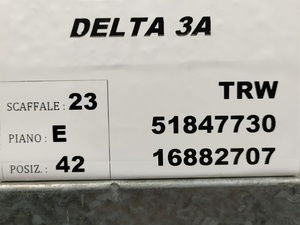 DELTA 3A
SCAFFALE : 23
PIANO : E
POSIZ. : 42
TRW
51847730
16882707